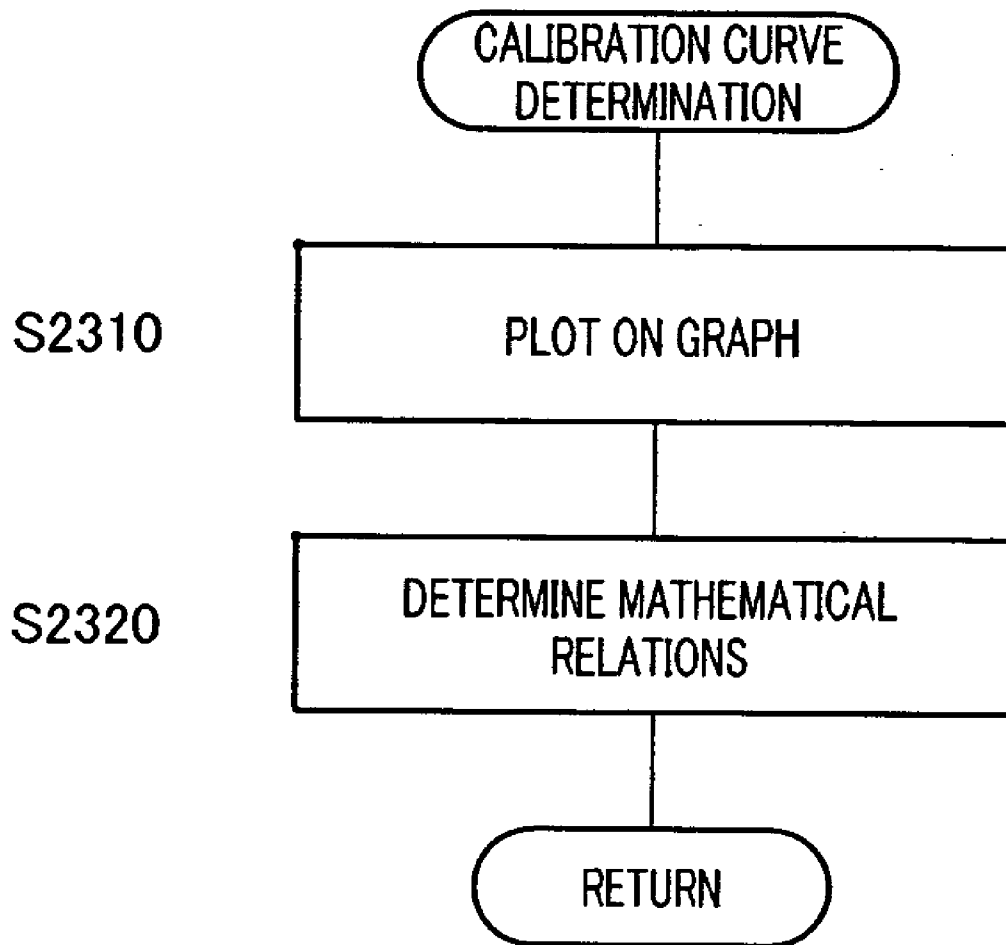 CALIBRATION CURVE
DETERMINATION
S2310
PLOT ON GRAPH
S2320
DETERMINE MATHEMATICAL
RELATIONS
RETURN